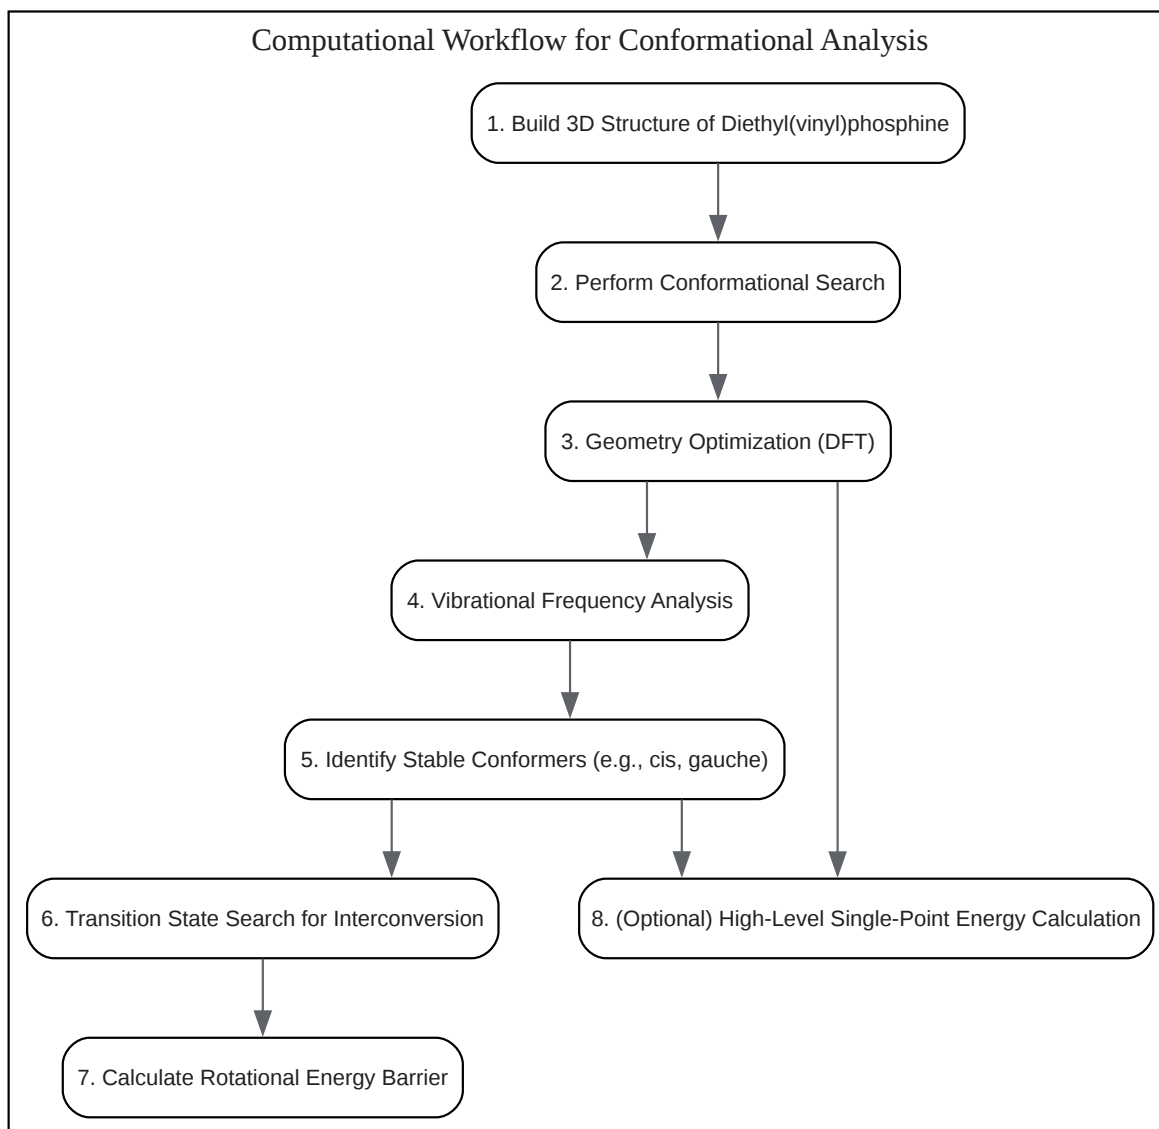 Computational Workflow for Conformational Analysis
1. Build 3D Structure of Diethyl(vinyl)phosphine
2. Perform Conformational Search
3. Geometry Optimization (DFT)
4. Vibrational Frequency Analysis
5. Identify Stable Conformers (e.g., cis, gauche)
6. Transition State Search for Interconversion
8. (Optional) High-Level Single-Point Energy Calculation
7. Calculate Rotational Energy Barrier